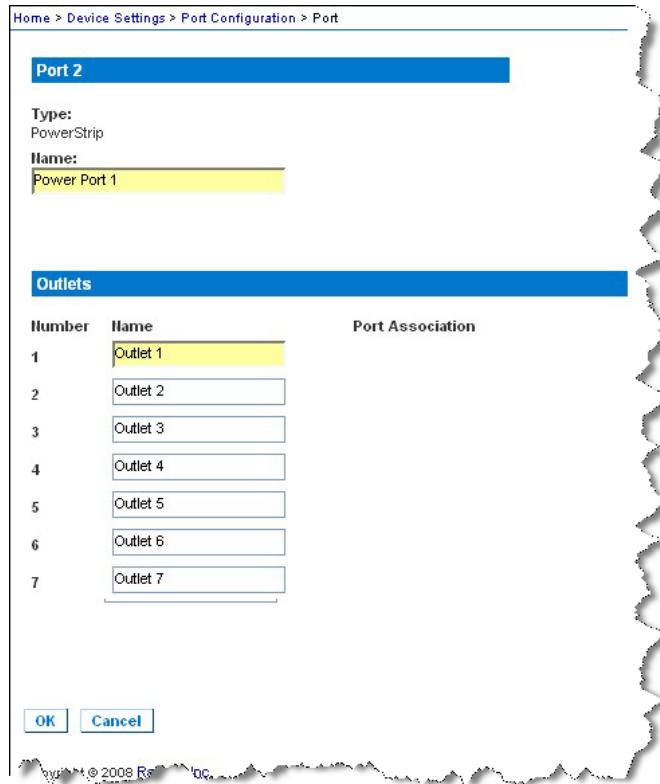 Home > Device Settings > Port Configuration > Port
Port 2
Type:
PowerStrip
Name:
Power Port 1
Outlets
Number Name Port Association
1 Outlet 1
2 Outlet 2
3 Outlet 3
4 Outlet 4
5 Outlet 5
6 Outlet 6
7 Outlet 7
OK Cancel
© 2008